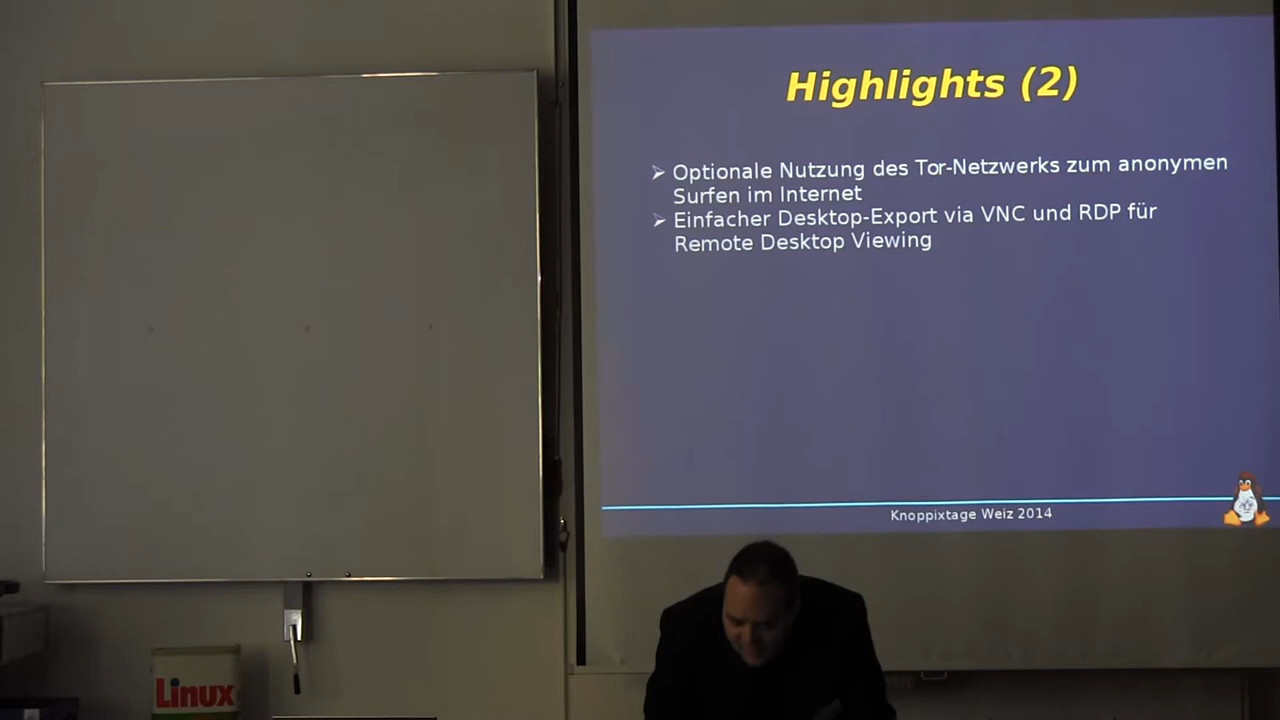 Highlights (2)
Optionale Nutzung des Tor-Netzwerks zum anonymen
Surfen im Internet
Einfacher Desktop-Export via VNC und RDP für
Remote Desktop Viewing
Knoppixtage Weiz 2014
Linux